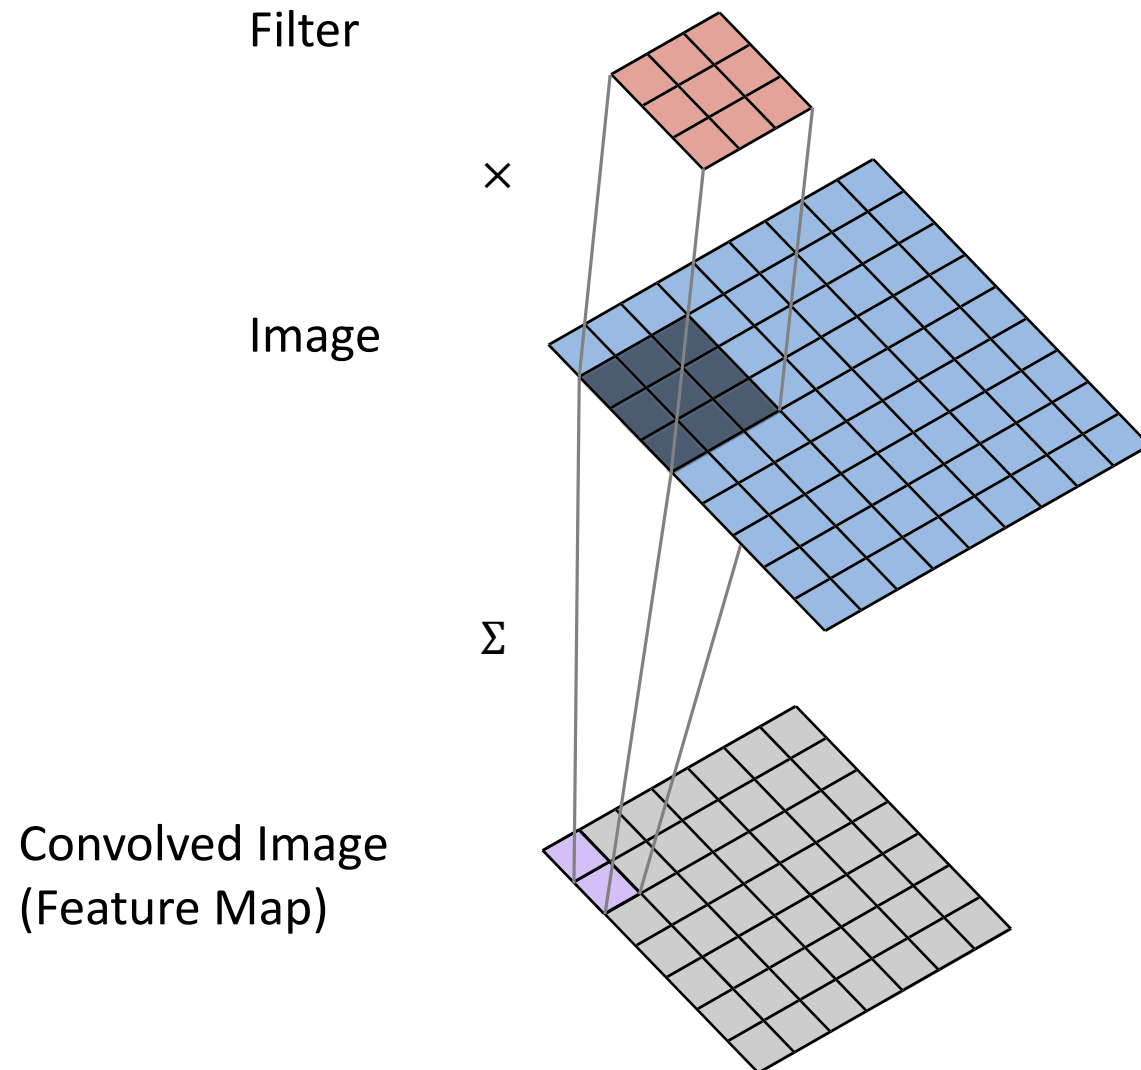 Filter
×
Image
Σ
Convolved Image
(Feature Map)